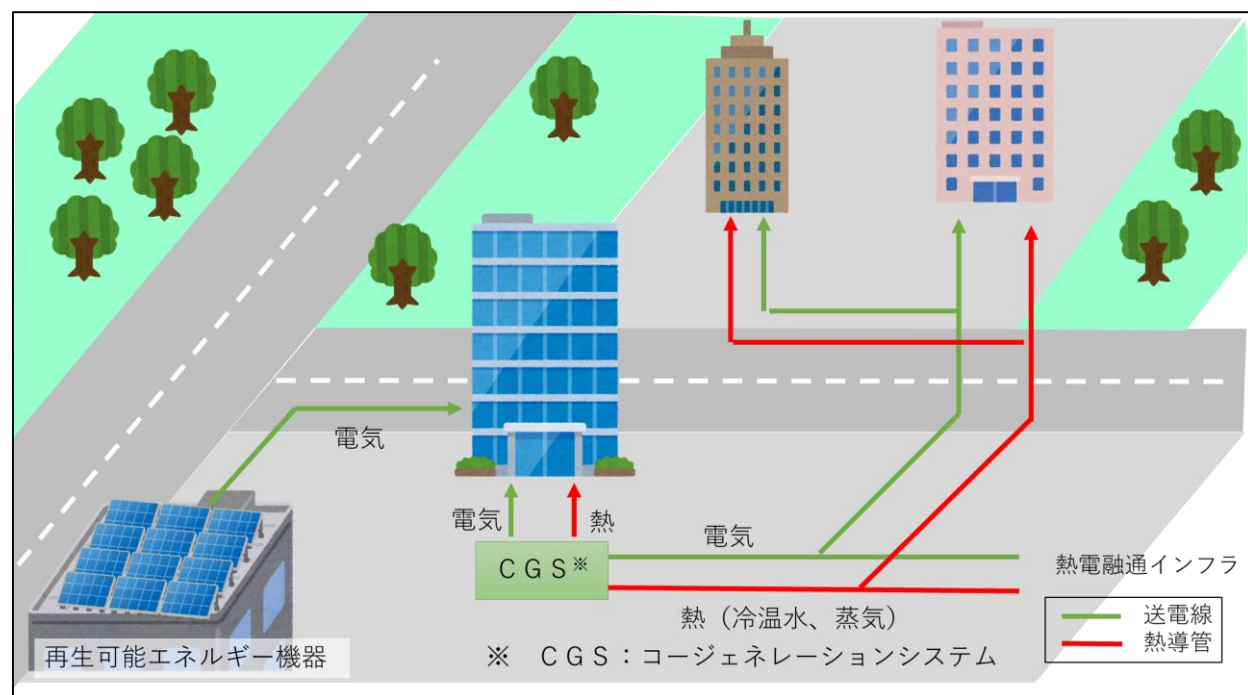 電気
電気
熱
ＣＧＳ※
電気
熱電融通インフラ
熱（冷温水、蒸気）
送電線
熱導管
再生可能エネルギー機器
※　ＣＧＳ：コージェネレーションシステム